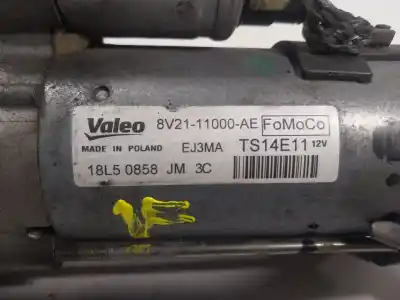 Valeo 8V21-11000-AE FoMoCo
MADE IN POLAND EJ3MA TS14E11 12V
18L5 0858 JM 3C